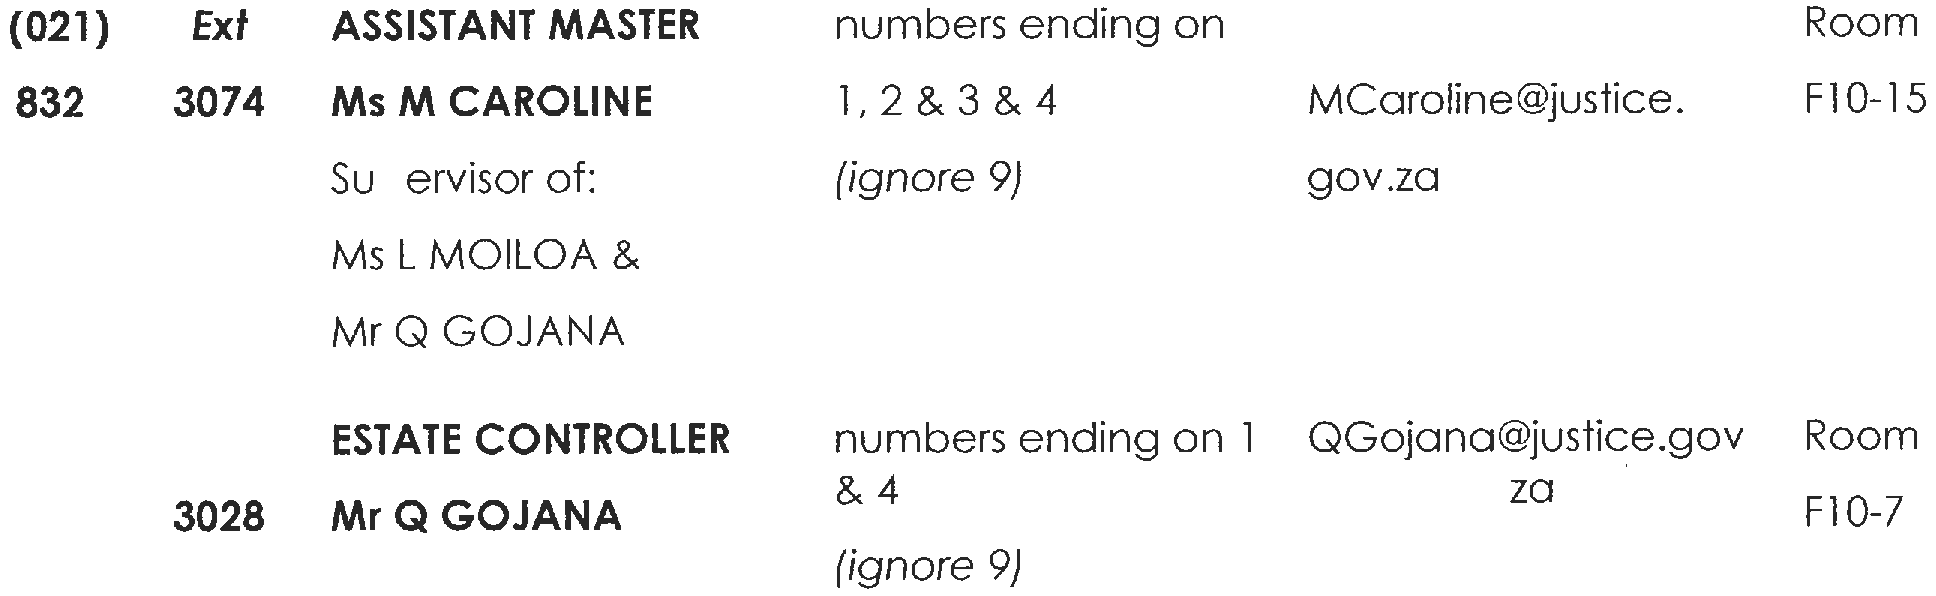 (021) Ext ASSISTANT MASTER numbers ending on Room
832 3074 Ms M CAROLINE 1, 2 & 3 & 4 MCaroline@justice. F10-15
Su ervisor of: (ignore 9) gov.za
Ms L MOILOA &
Mr Q GOJANA
ESTATE CONTROLLER numbers ending on 1 QGojana@justice.gov Room
& 4 za
3028 Mr Q GOJANA F10-7
(ignore 9)